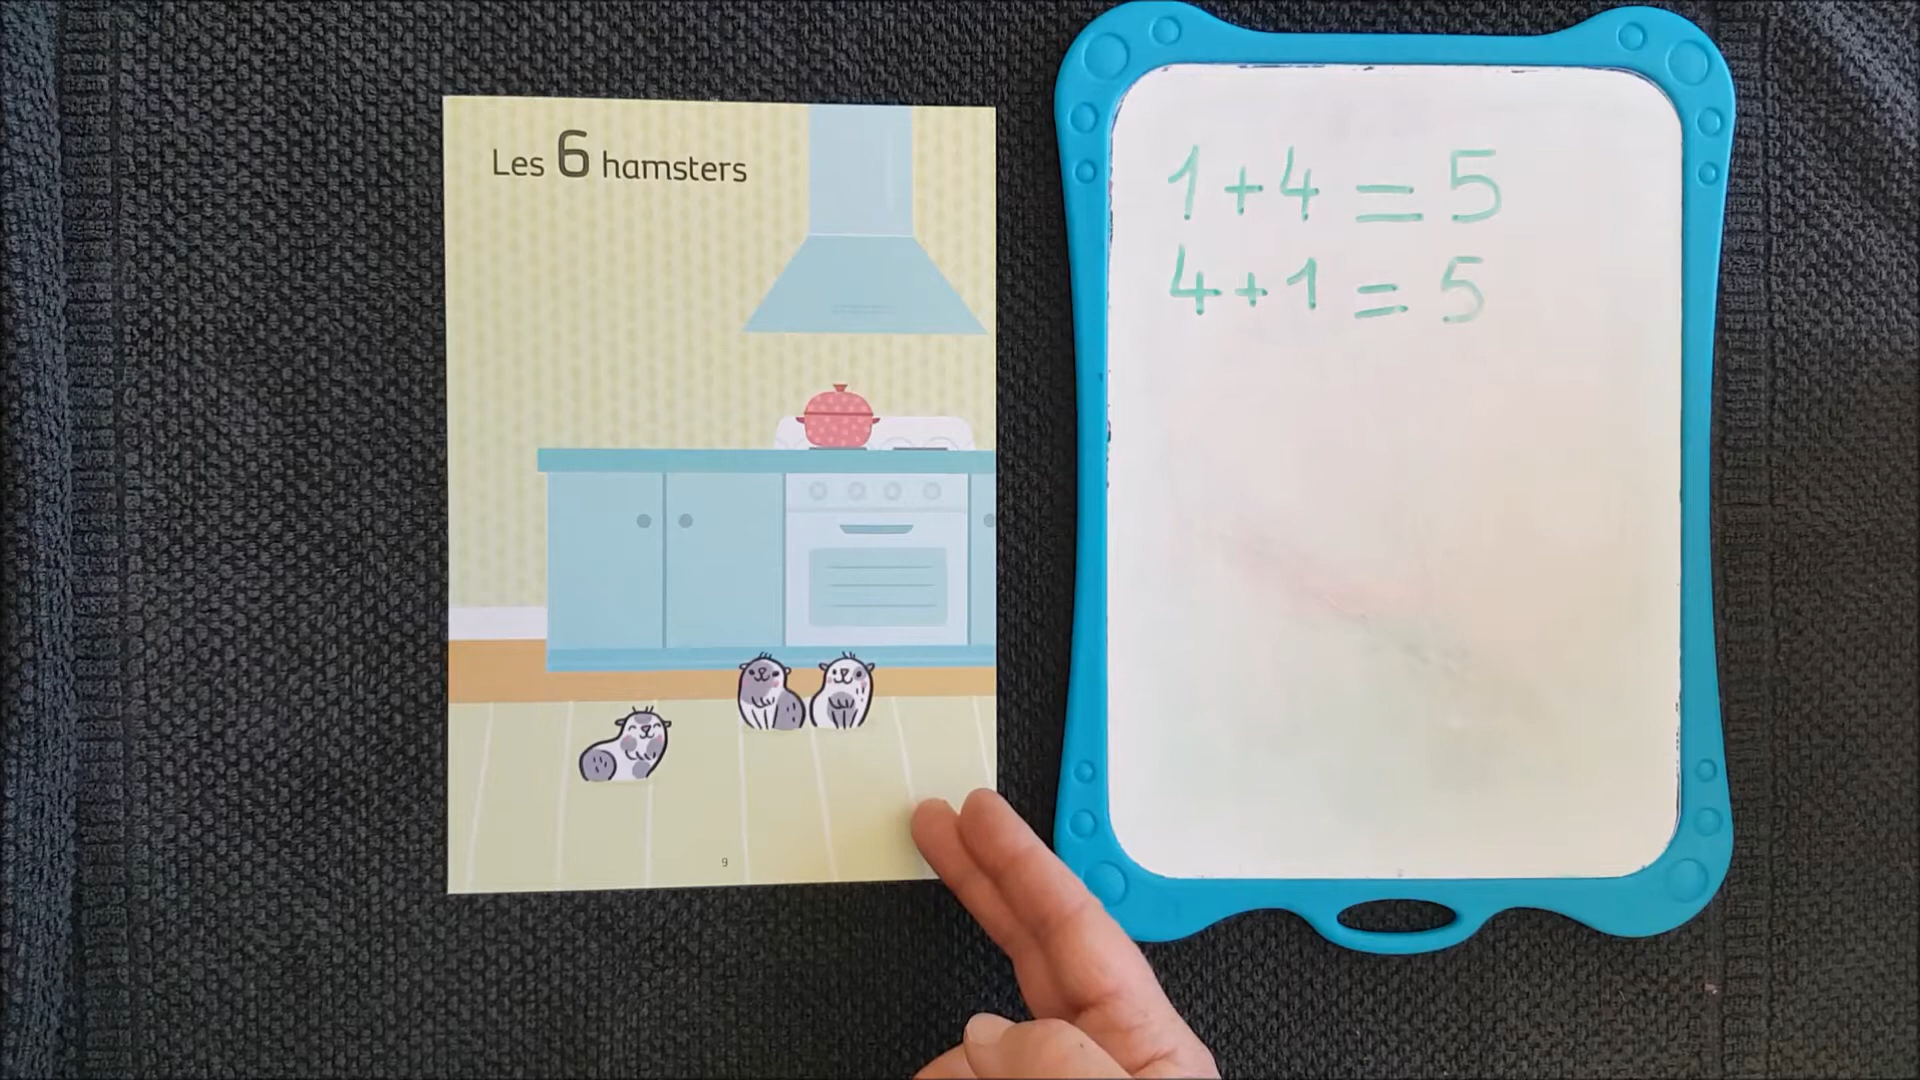 Les 6 hamsters
9
1 + 4 = 5
4 + 1 = 5